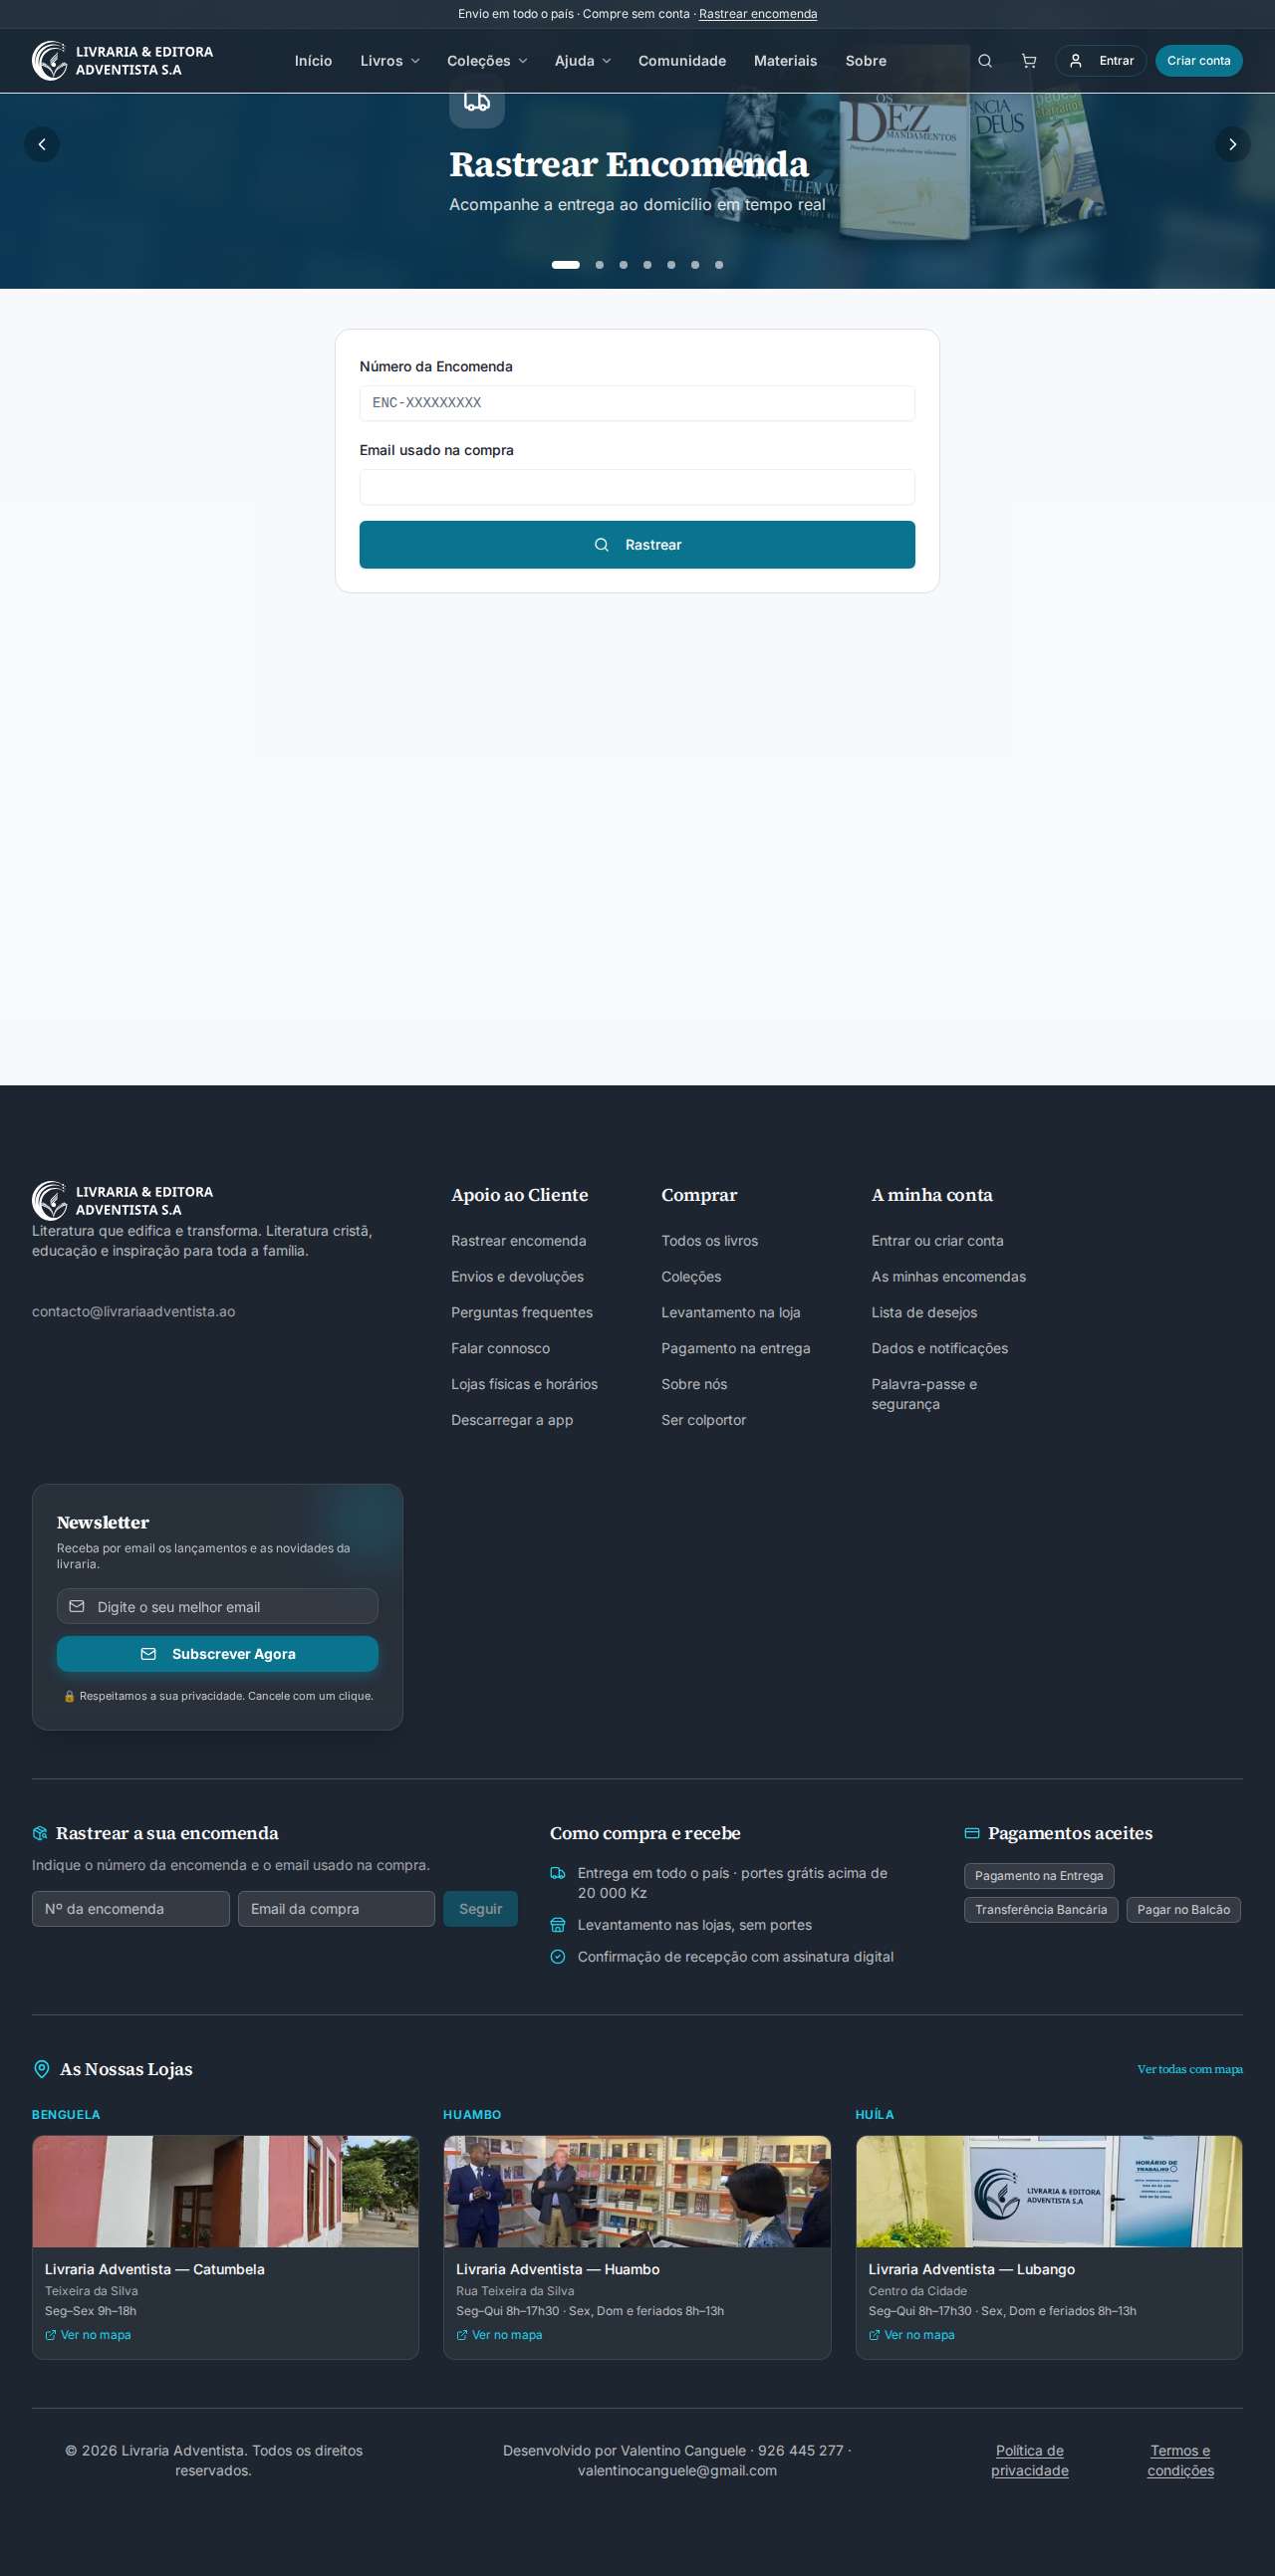 Envio em todo o país · Compre sem conta · Rastrear encomenda
LIVRARIA & EDITORA
ADVENTISTA S.A
Início
Livros
Coleções
Ajuda
Comunidade
Materiais
Sobre
Entrar
Criar conta
OS
DEZ
MANDAMENTOS
DEUS
ELLEN
Rastrear Encomenda
Acompanhe a entrega ao domicílio em tempo real
Número da Encomenda
ENC-XXXXXXXXX
Email usado na compra
Rastrear
LIVRARIA & EDITORA
ADVENTISTA S.A
Literatura que edifica e transforma. Literatura cristã,
educação e inspiração para toda a família.
contacto@livrariaadventista.ao
Apoio ao Cliente
Rastrear encomenda
Envios e devoluções
Perguntas frequentes
Falar connosco
Lojas físicas e horários
Descarregar a app
Comprar
Todos os livros
Coleções
Levantamento na loja
Pagamento na entrega
Sobre nós
Ser colportor
A minha conta
Entrar ou criar conta
As minhas encomendas
Lista de desejos
Dados e notificações
Palavra-passe e
segurança
Newsletter
Receba por email os lançamentos e as novidades da
livraria.
Digite o seu melhor email
Subscrever Agora
🔒 Respeitamos a sua privacidade. Cancele com um clique.
Rastrear a sua encomenda
Indique o número da encomenda e o email usado na compra.
Nº da encomenda
Email da compra
Seguir
Como compra e recebe
Entrega em todo o país · portes grátis acima de
20 000 Kz
Levantamento nas lojas, sem portes
Confirmação de recepção com assinatura digital
Pagamentos aceites
Pagamento na Entrega
Transferência Bancária
Pagar no Balcão
As Nossas Lojas
Ver todas com mapa
BENGUELA
Livraria Adventista — Catumbela
Teixeira da Silva
Seg–Sex 9h–18h
Ver no mapa
HUAMBO
Livraria Adventista — Huambo
Rua Teixeira da Silva
Seg–Qui 8h–17h30 · Sex, Dom e feriados 8h–13h
Ver no mapa
HUÍLA
LIVRARIA & EDITORA
ADVENTISTA S.A
HORÁRIO DE
TRABALHO
Livraria Adventista — Lubango
Centro da Cidade
Seg–Qui 8h–17h30 · Sex, Dom e feriados 8h–13h
Ver no mapa
© 2026 Livraria Adventista. Todos os direitos
reservados.
Desenvolvido por Valentino Canguele · 926 445 277 ·
valentinocanguele@gmail.com
Política de
privacidade
Termos e
condições